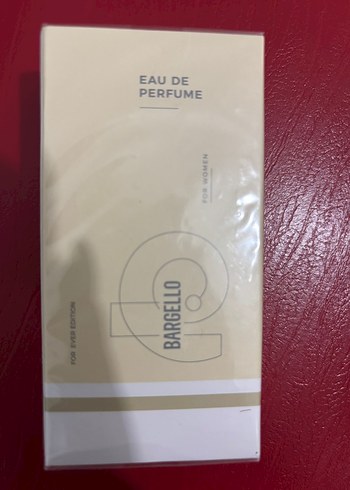 EAU DE
PERFUME
FOR WOMEN
BARGELLO
FOR EVER EDITION